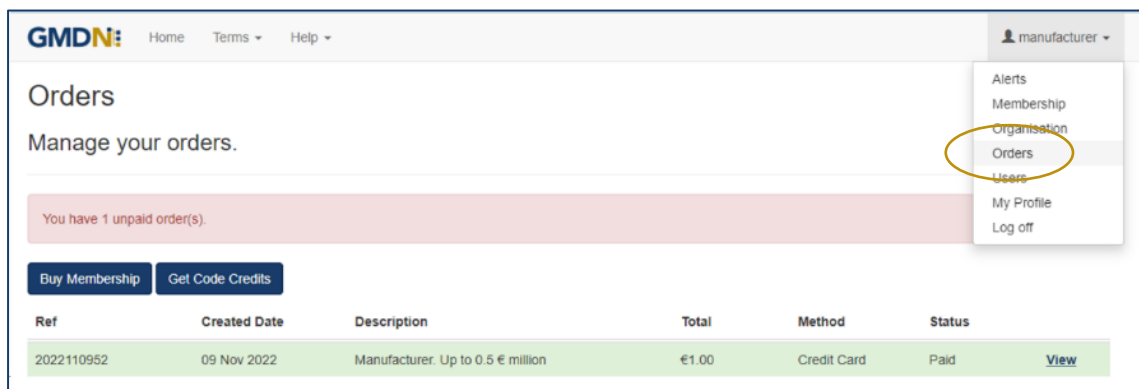 GMDN Home Terms Help manufacturer
Alerts
Membership
Organisation
Orders
Users
My Profile
Log off
Orders
Manage your orders.
You have 1 unpaid order(s).
Buy Membership Get Code Credits
Ref Created Date Description Total Method Status
2022110952 09 Nov 2022 Manufacturer. Up to 0.5 € million €1.00 Credit Card Paid View